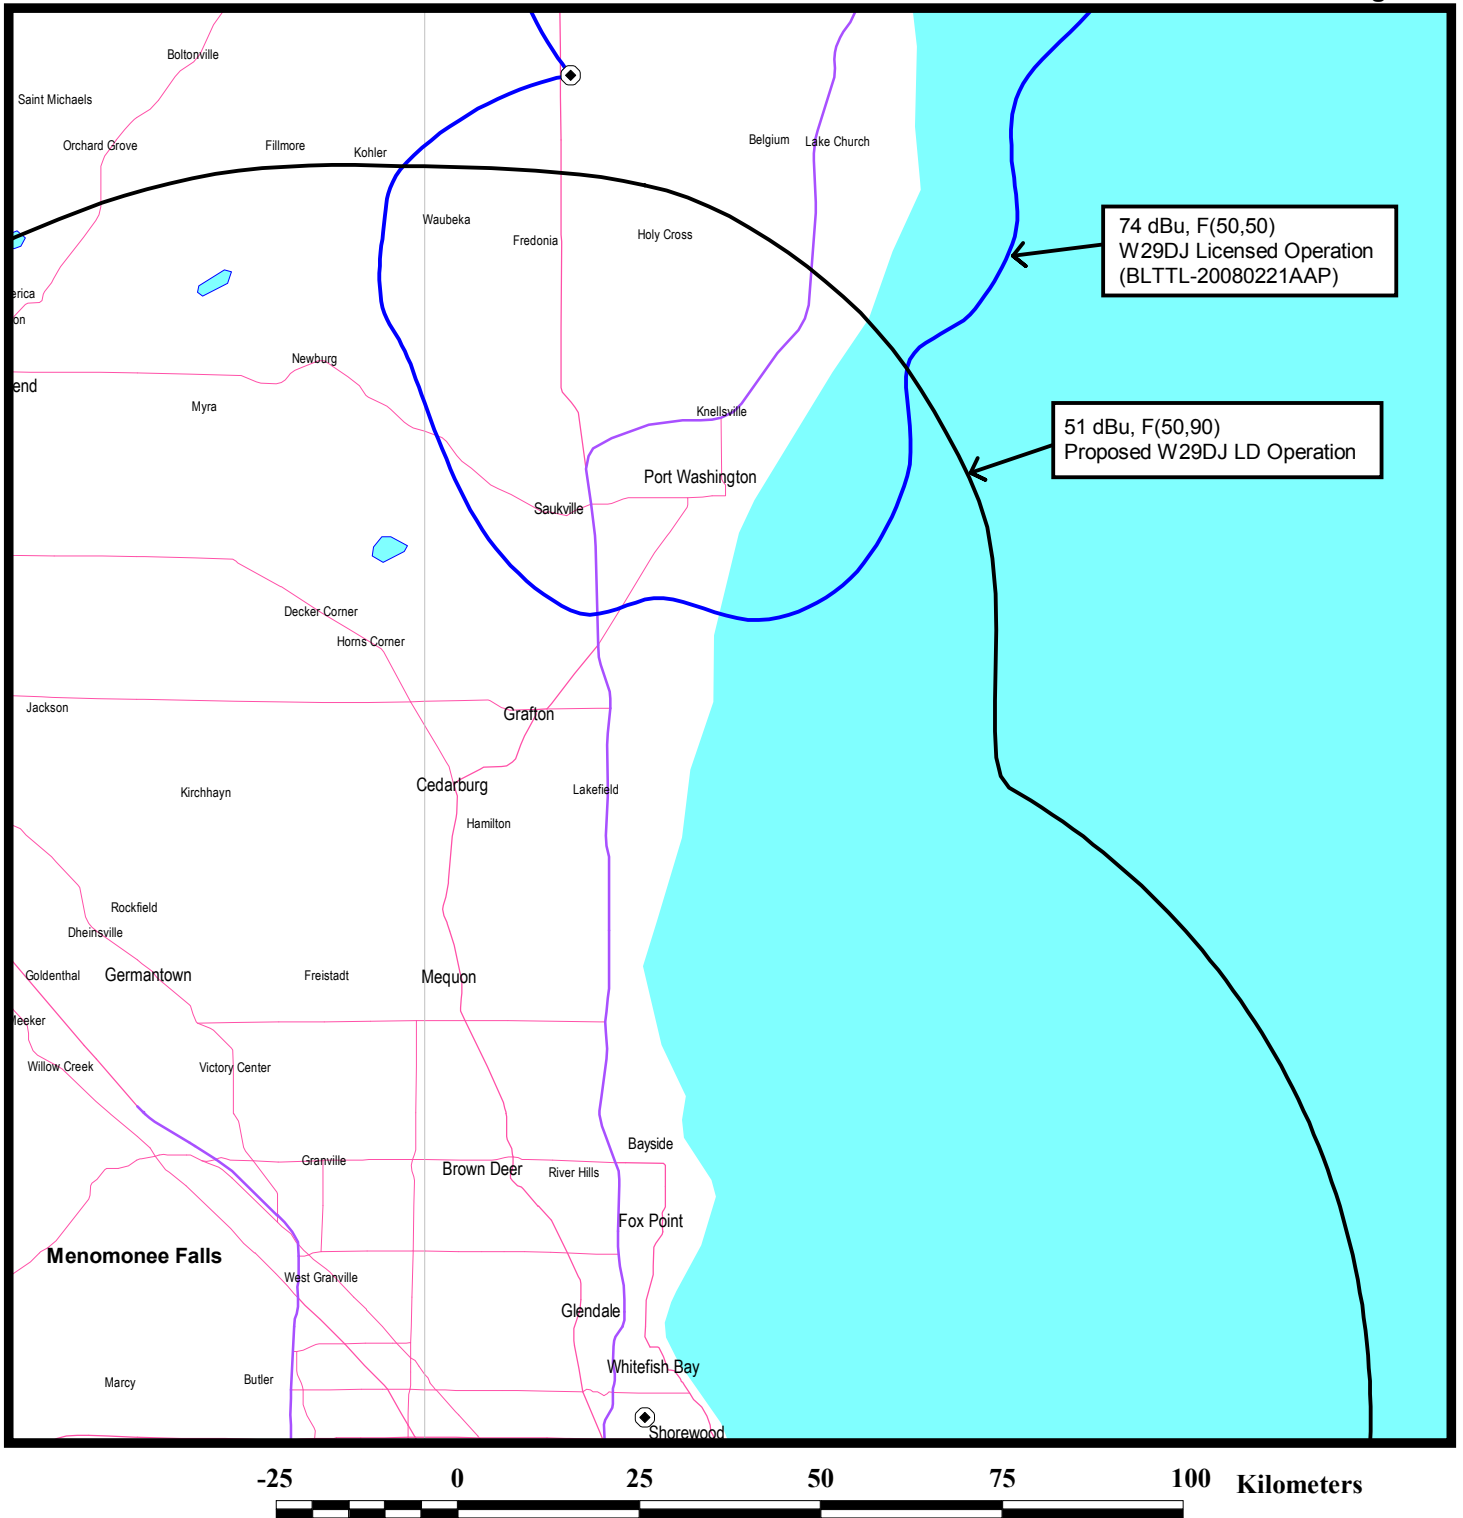 Boltonville
Saint Michaels
Orchard Grove
Fillmore
Kohler
Belgium
Lake Church
Waubeka
Fredonia
Holy Cross
74 dBu, F(50,50)
W29DJ Licensed Operation
(BLTTL-20080221AAP)
erica
on
Newburg
end
Myra
Knellsville
51 dBu, F(50,90)
Proposed W29DJ LD Operation
Port Washington
Saukville
Decker Corner
Horns Corner
Jackson
Grafton
Cedarburg
Kirchhayn
Lakefield
Hamilton
Rockfield
Dheinsville
Goldenthal
Germantown
Freistadt
Mequon
Meeker
Willow Creek
Victory Center
Bayside
Granville
Brown Deer
River Hills
Fox Point
Menomonee Falls
West Granville
Glendale
Whitefish Bay
Marcy
Butler
Shorewood
-25 0 25 50 75 100 Kilometers